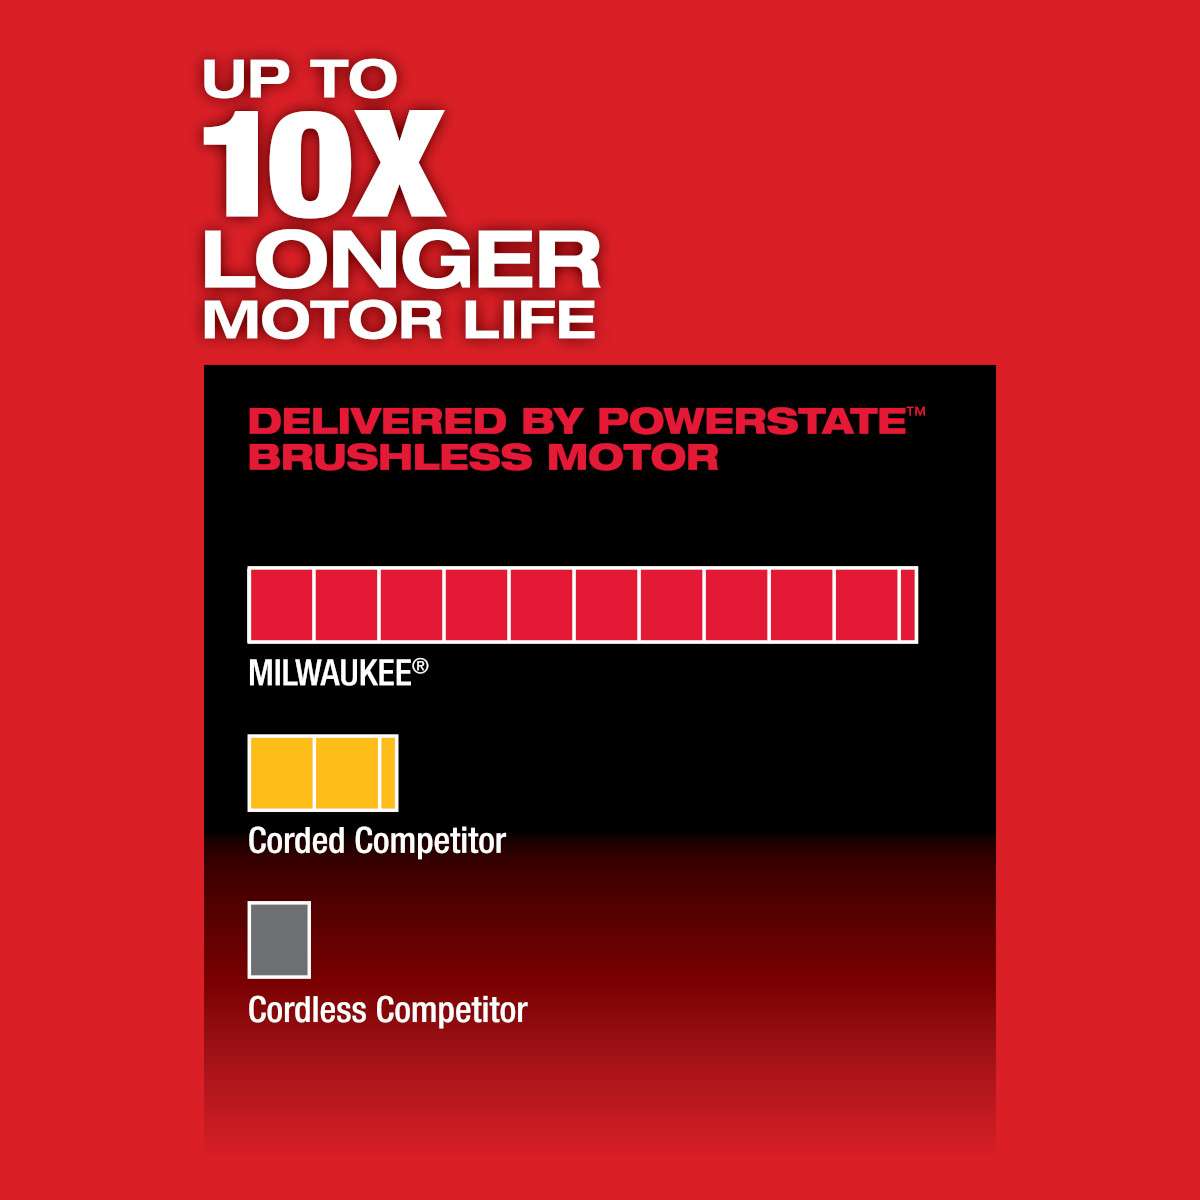 UP TO
10X
LONGER
MOTOR LIFE
DELIVERED BY POWERSTATE™
BRUSHLESS MOTOR
MILWAUKEE®
Corded Competitor
Cordless Competitor